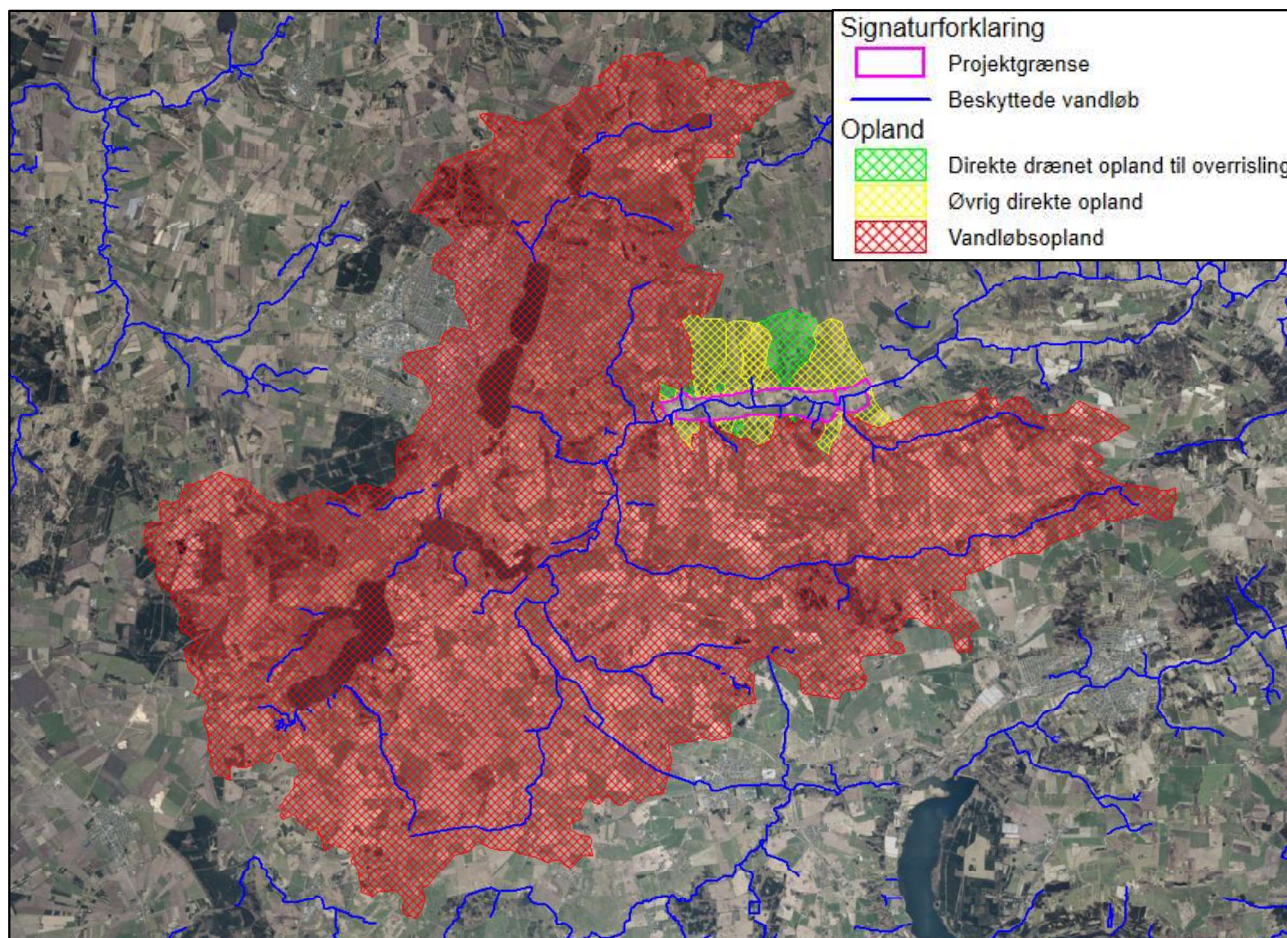 Signaturforklaring
Projektgrænse
Beskyttede vandløb
Opland
Direkte drænet opland til overrisling
Øvrig direkte opland
Vandløbsopland